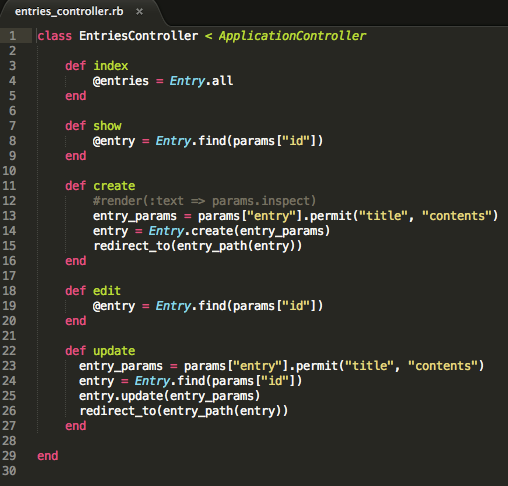 entries_controller.rb ×
1 class EntriesController < ApplicationController
2
3     def index
4         @entries = Entry.all
5     end
6
7     def show
8         @entry = Entry.find(params["id"])
9     end
10
11     def create
12         #render(:text => params.inspect)
13         entry_params = params["entry"].permit("title", "contents")
14         entry = Entry.create(entry_params)
15         redirect_to(entry_path(entry))
16     end
17
18     def edit
19         @entry = Entry.find(params["id"])
20     end
21
22     def update
23       entry_params = params["entry"].permit("title", "contents")
24       entry = Entry.find(params["id"])
25       entry.update(entry_params)
26       redirect_to(entry_path(entry))
27     end
28
29 end
30